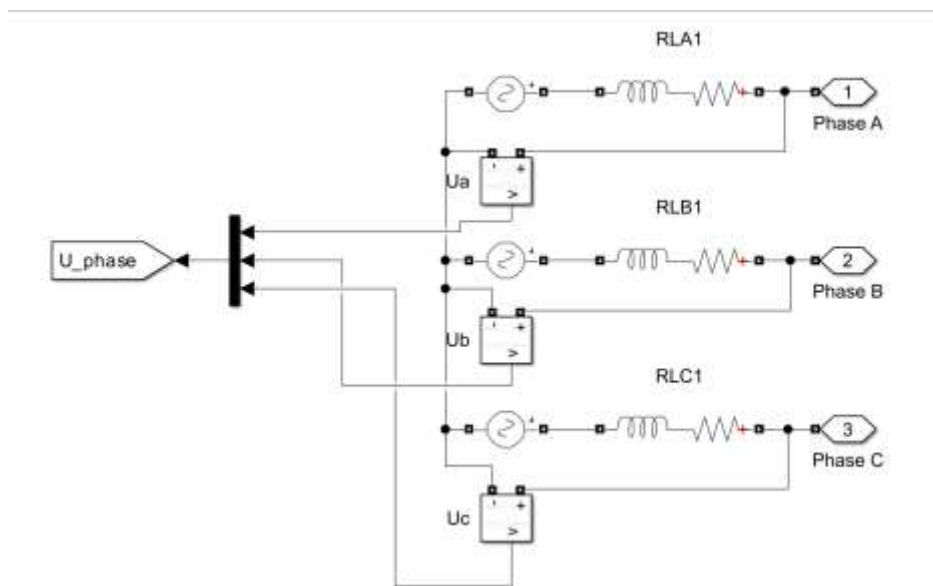 RLA1
1
Phase A
- +
Ua
v
RLB1
U_phase
2
Phase B
- +
Ub
v
RLC1
3
Phase C
- +
Uc
v